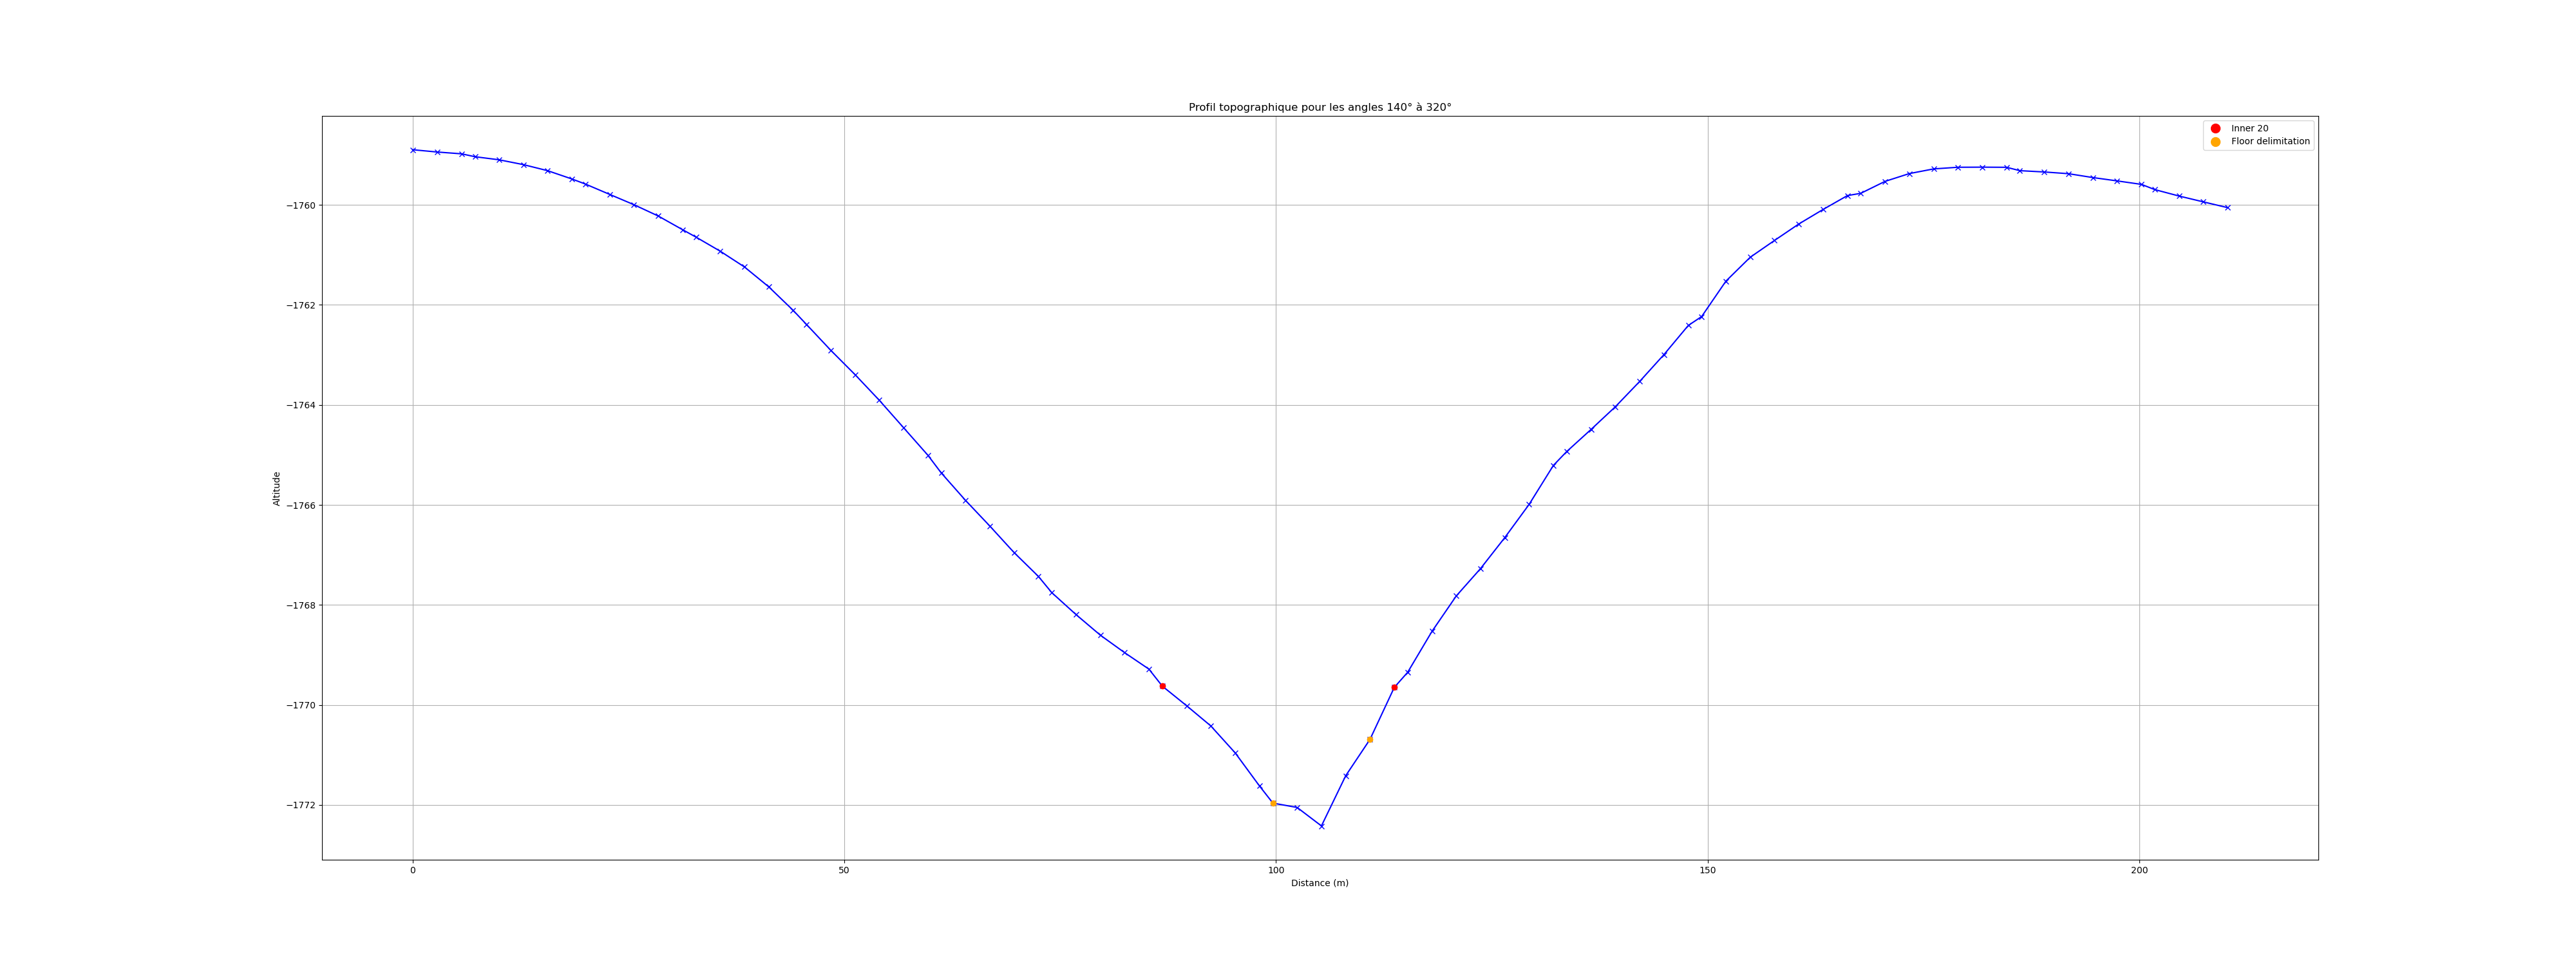 Profil topographique pour les angles 140° à 320°
Inner 20
Floor delimitation
Altitude
−1760
−1762
−1764
−1766
−1768
−1770
−1772
0 50 100 150 200
Distance (m)